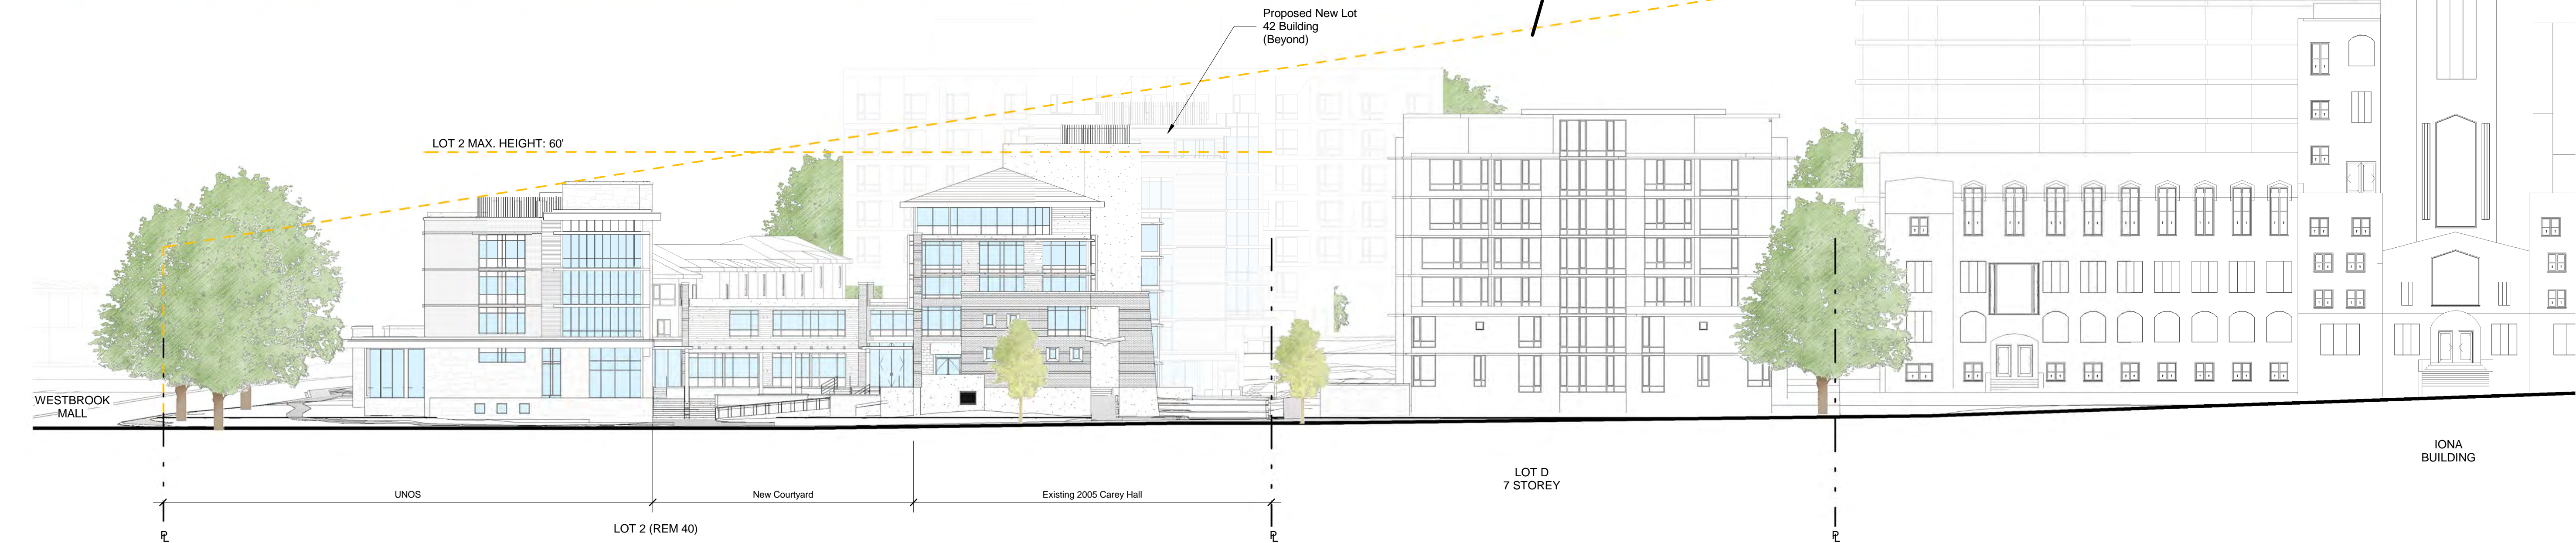 Proposed New Lot
42 Building
(Beyond)
LOT 2 MAX. HEIGHT: 60'
WESTBROOK
MALL
IONA
BUILDING
LOT D
7 STOREY
UNOS
New Courtyard
Existing 2005 Carey Hall
LOT 2 (REM 40)
PL
PL
PL